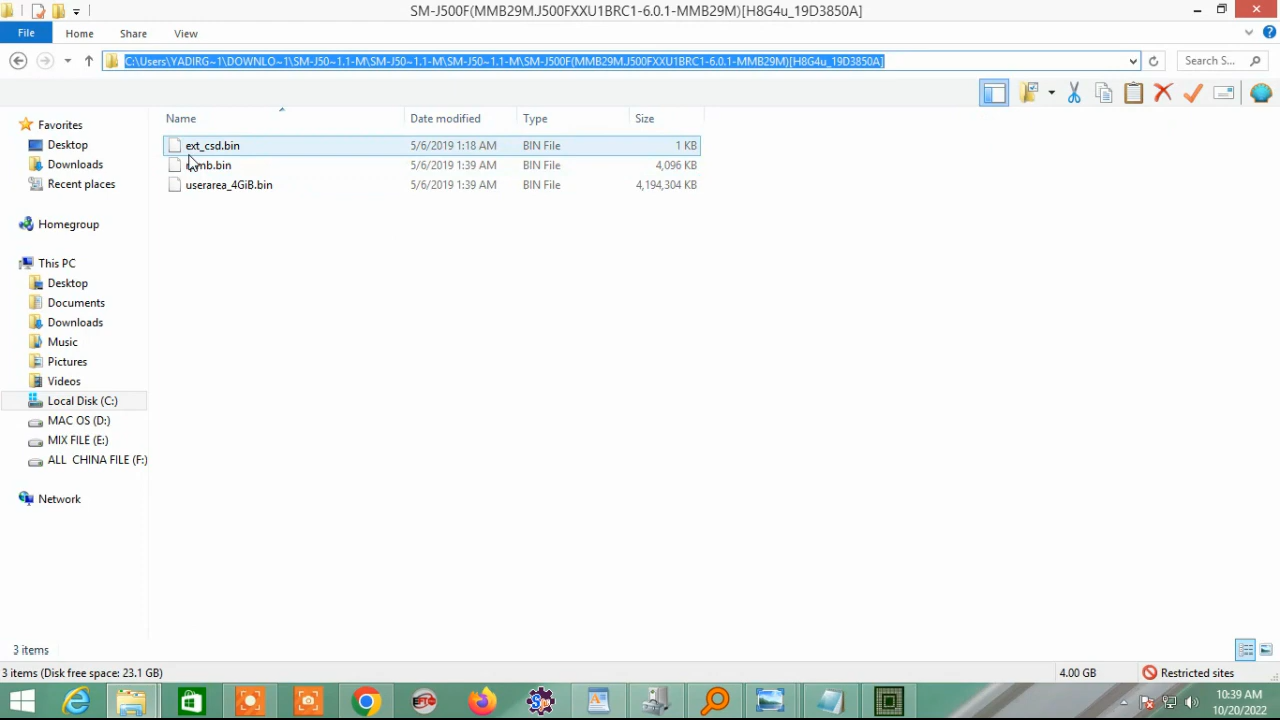 SM-J500F(MMB29M.J500FXXU1BRC1-6.0.1-MMB29M)[H8G4u_19D3850A]
File Home Share View
C:\Users\YADIRG~1\DOWNLO~1\SM-J50~1.1-M\SM-J50~1.1-M\SM-J50~1.1-M\SM-J500F(MMB29M.J500FXXU1BRC1-6.0.1-MMB29M)[H8G4u_19D3850A]
Search S...
Name Date modified Type Size
ext_csd.bin 5/6/2019 1:18 AM BIN File 1 KB
5/6/2019 1:39 AM BIN File 4,096 KB
userarea_4GiB.bin 5/6/2019 1:39 AM BIN File 4,194,304 KB
Favorites
Desktop
Downloads
Recent places
Homegroup
This PC
Desktop
Documents
Downloads
Music
Pictures
Videos
Local Disk (C:)
MAC OS (D:)
MIX FILE (E:)
ALL CHINA FILE (F:)
Network
3 items
3 items (Disk free space: 23.1 GB)
4.00 GB
Restricted sites
10:39 AM
10/20/2022